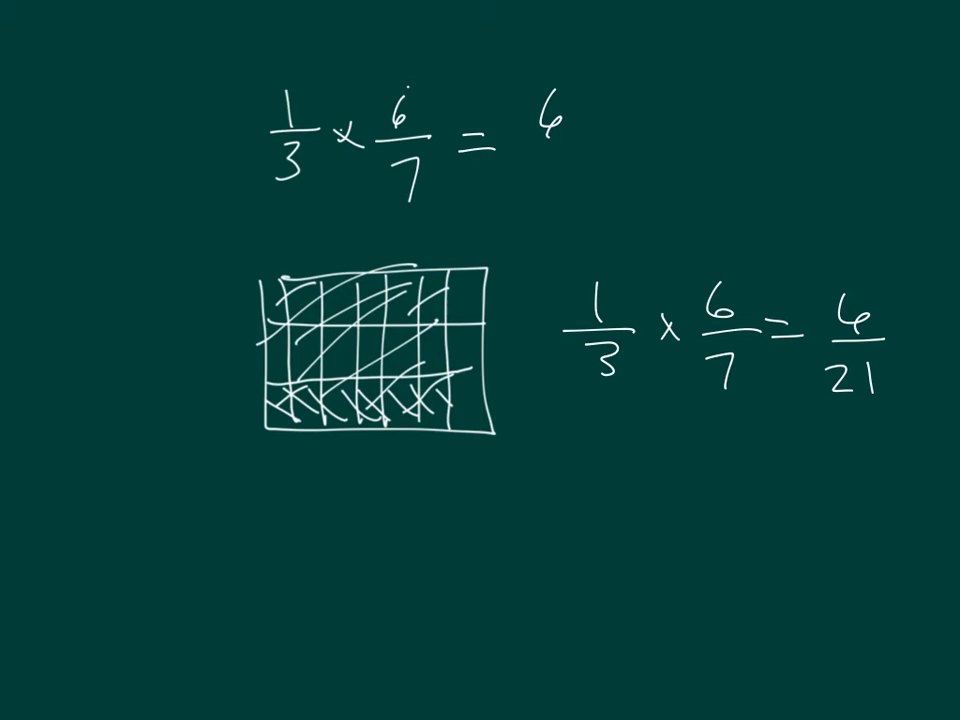 1/3 × 6/7 = 6
1/3 × 6/7 = 6/21